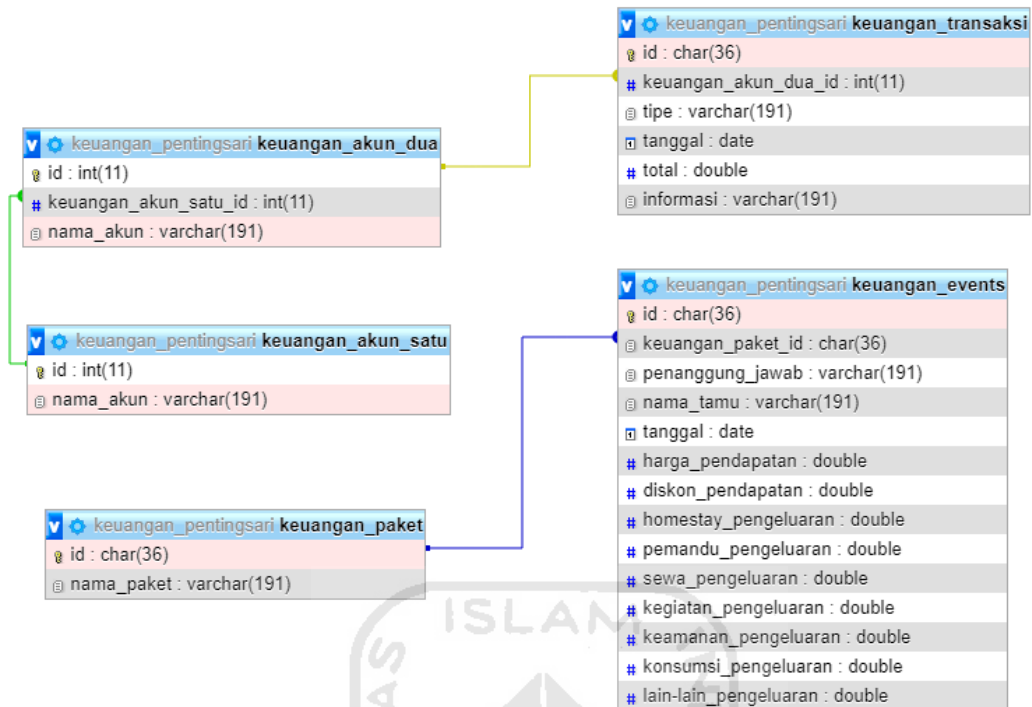 keuangan_pentingsari keuangan_transaksi
id : char(36)
keuangan_akun_dua_id : int(11)
tipe : varchar(191)
tanggal : date
total : double
informasi : varchar(191)
keuangan_pentingsari keuangan_akun_dua
id : int(11)
keuangan_akun_satu_id : int(11)
nama_akun : varchar(191)
keuangan_pentingsari keuangan_akun_satu
id : int(11)
nama_akun : varchar(191)
keuangan_pentingsari keuangan_events
id : char(36)
keuangan_paket_id : char(36)
penanggung_jawab : varchar(191)
nama_tamu : varchar(191)
tanggal : date
harga_pendapatan : double
diskon_pendapatan : double
homestay_pengeluaran : double
pemandu_pengeluaran : double
sewa_pengeluaran : double
kegiatan_pengeluaran : double
keamanan_pengeluaran : double
konsumsi_pengeluaran : double
lain-lain_pengeluaran : double
keuangan_pentingsari keuangan_paket
id : char(36)
nama_paket : varchar(191)
ISLAM